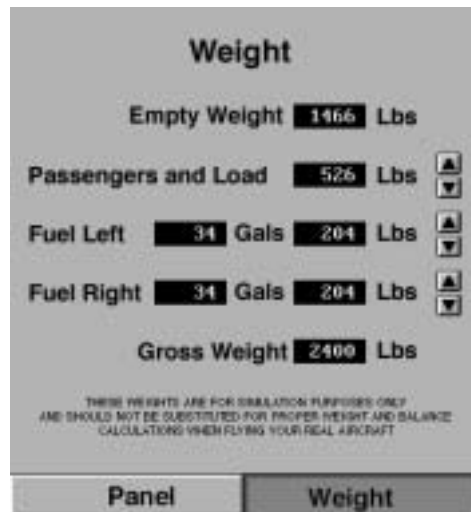 Weight
Empty Weight 1466 Lbs
Passengers and Load 526 Lbs
Fuel Left 34 Gals 204 Lbs
Fuel Right 34 Gals 204 Lbs
Gross Weight 2400 Lbs
THESE WEIGHTS ARE FOR SIMULATION PURPOSES ONLY
AND SHOULD NOT BE SUBSTITUTED FOR PROPER WEIGHT AND BALANCE
CALCULATIONS WHEN FLYING YOUR REAL AIRCRAFT
Panel Weight